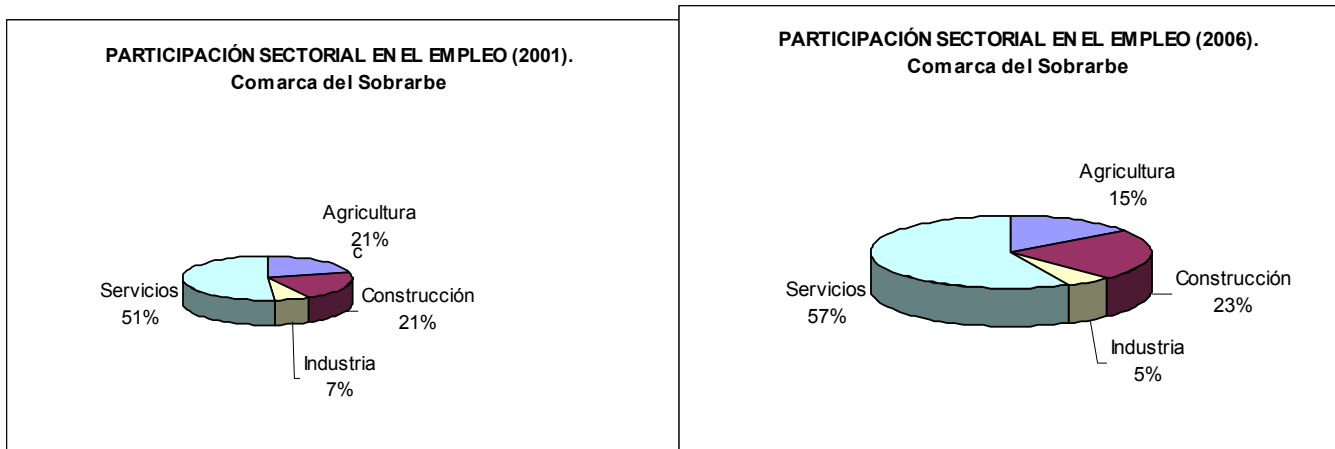 PARTICIPACIÓN SECTORIAL EN EL EMPLEO (2001).
Comarca del Sobrarbe
Agricultura
21%
c
Servicios
51%
Construcción
21%
Industria
7%
PARTICIPACIÓN SECTORIAL EN EL EMPLEO (2006).
Comarca del Sobrarbe
Agricultura
15%
Servicios
57%
Construcción
23%
Industria
5%